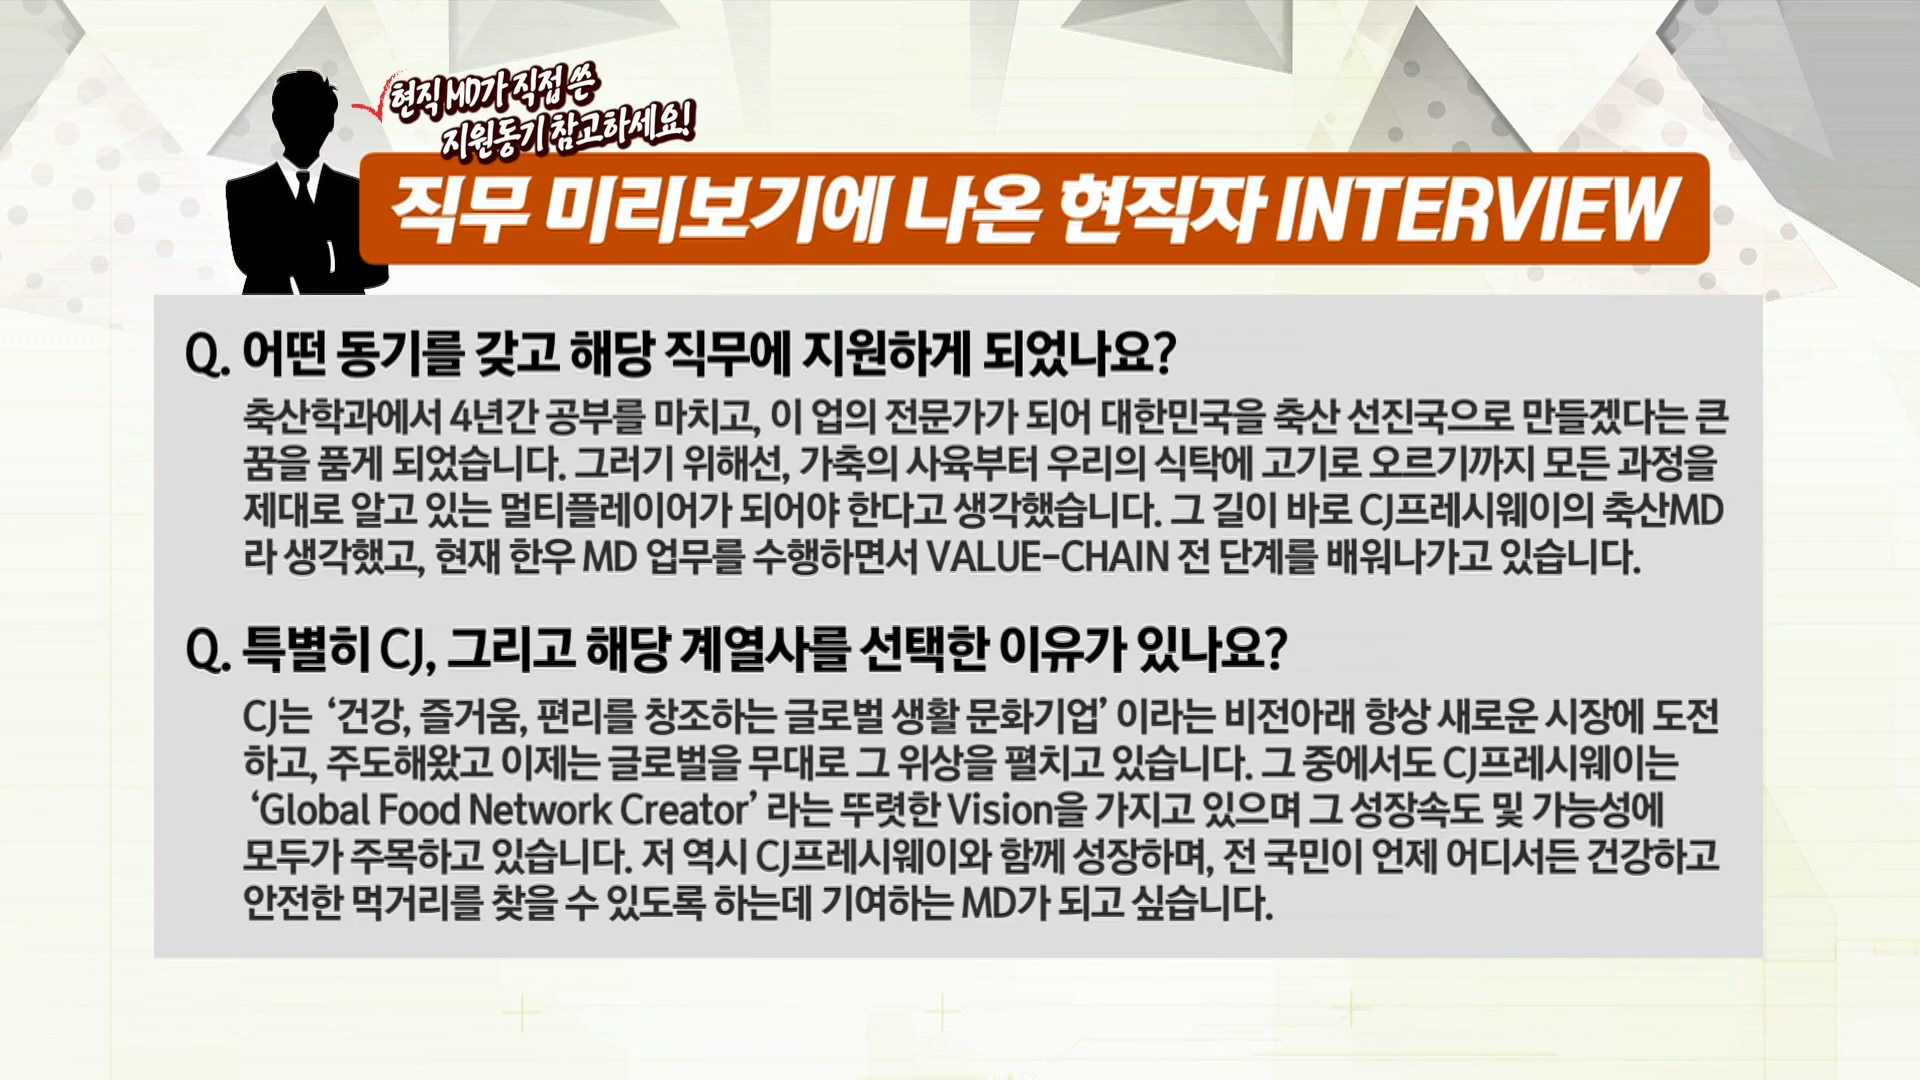 현직 MD가 직접 쓴
지원동기 참고하세요!
직무 미리보기에 나온 현직자 INTERVIEW
Q. 어떤 동기를 갖고 해당 직무에 지원하게 되었나요?
축산학과에서 4년간 공부를 마치고, 이 업의 전문가가 되어 대한민국을 축산 선진국으로 만들겠다는 큰
꿈을 품게 되었습니다. 그러기 위해선, 가축의 사육부터 우리의 식탁에 고기로 오르기까지 모든 과정을
제대로 알고 있는 멀티플레이어가 되어야 한다고 생각했습니다. 그 길이 바로 CJ프레시웨이의 축산MD
라 생각했고, 현재 한우 MD 업무를 수행하면서 VALUE-CHAIN 전 단계를 배워나가고 있습니다.
Q. 특별히 CJ, 그리고 해당 계열사를 선택한 이유가 있나요?
CJ는 ‘건강, 즐거움, 편리를 창조하는 글로벌 생활 문화기업’ 이라는 비전아래 항상 새로운 시장에 도전
하고, 주도해왔고 이제는 글로벌을 무대로 그 위상을 펼치고 있습니다. 그 중에서도 CJ프레시웨이는
‘Global Food Network Creator’ 라는 뚜렷한 Vision을 가지고 있으며 그 성장속도 및 가능성에
모두가 주목하고 있습니다. 저 역시 CJ프레시웨이와 함께 성장하며, 전 국민이 언제 어디서든 건강하고
안전한 먹거리를 찾을 수 있도록 하는데 기여하는 MD가 되고 싶습니다.